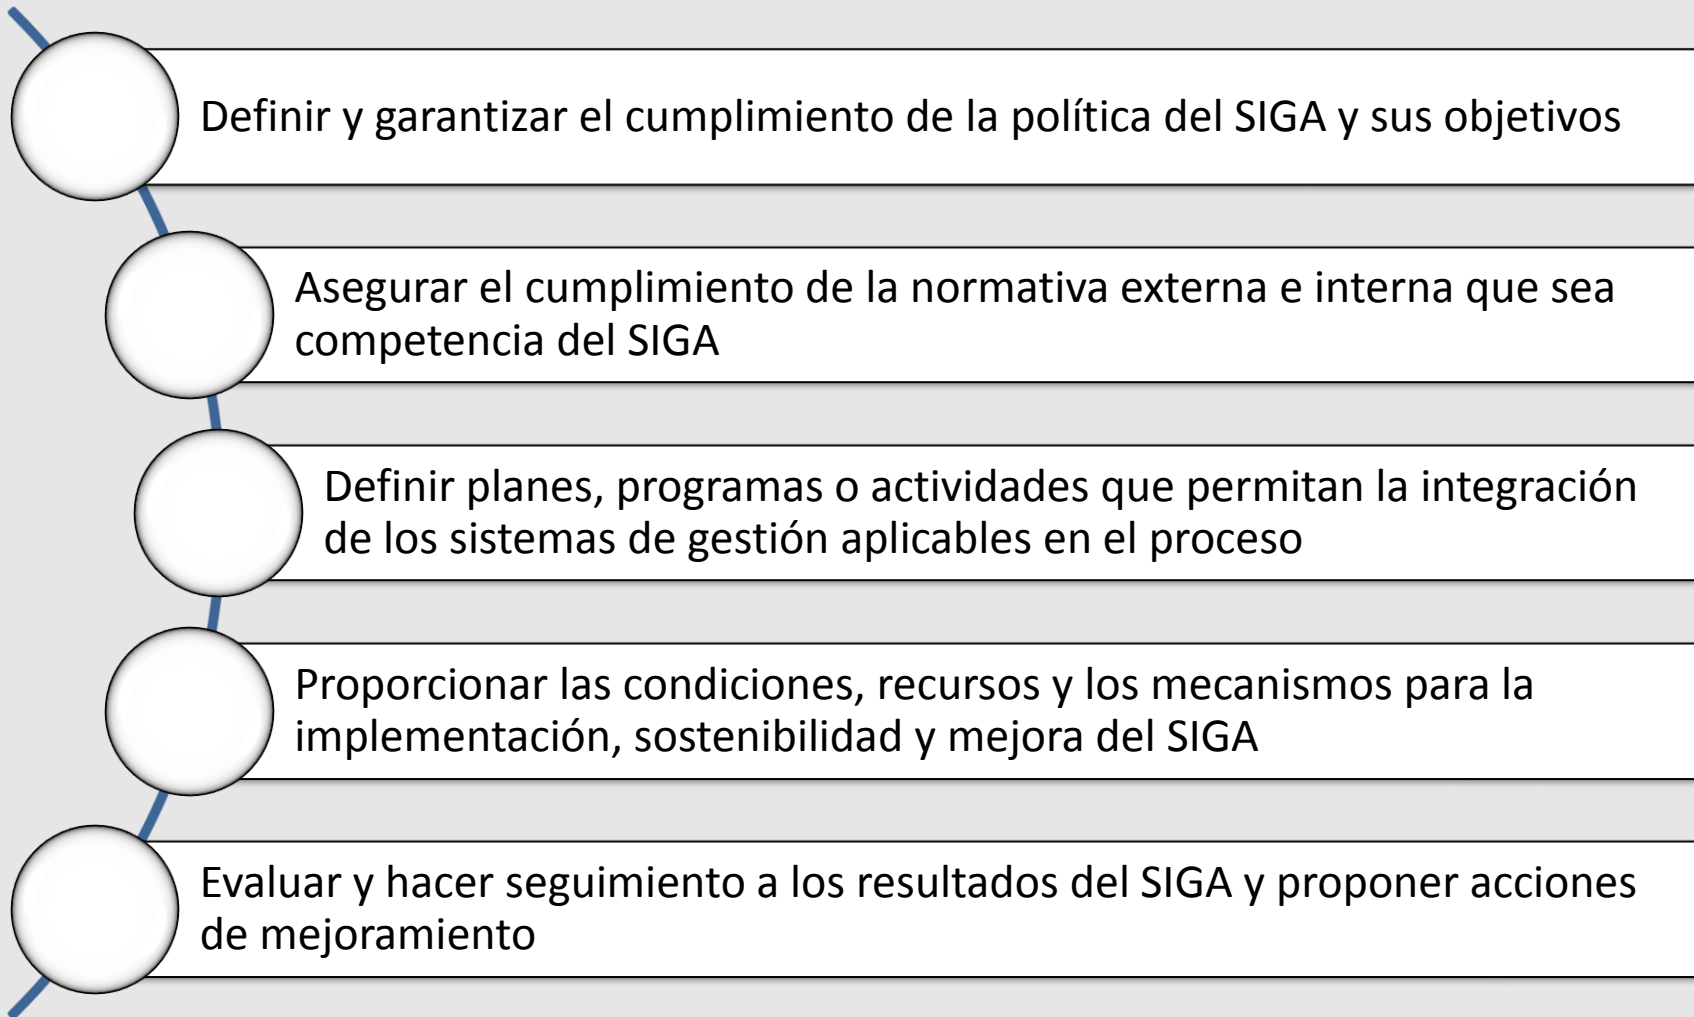 Definir y garantizar el cumplimiento de la política del SIGA y sus objetivos
Asegurar el cumplimiento de la normativa externa e interna que sea
competencia del SIGA
Definir planes, programas o actividades que permitan la integración
de los sistemas de gestión aplicables en el proceso
Proporcionar las condiciones, recursos y los mecanismos para la
implementación, sostenibilidad y mejora del SIGA
Evaluar y hacer seguimiento a los resultados del SIGA y proponer acciones
de mejoramiento